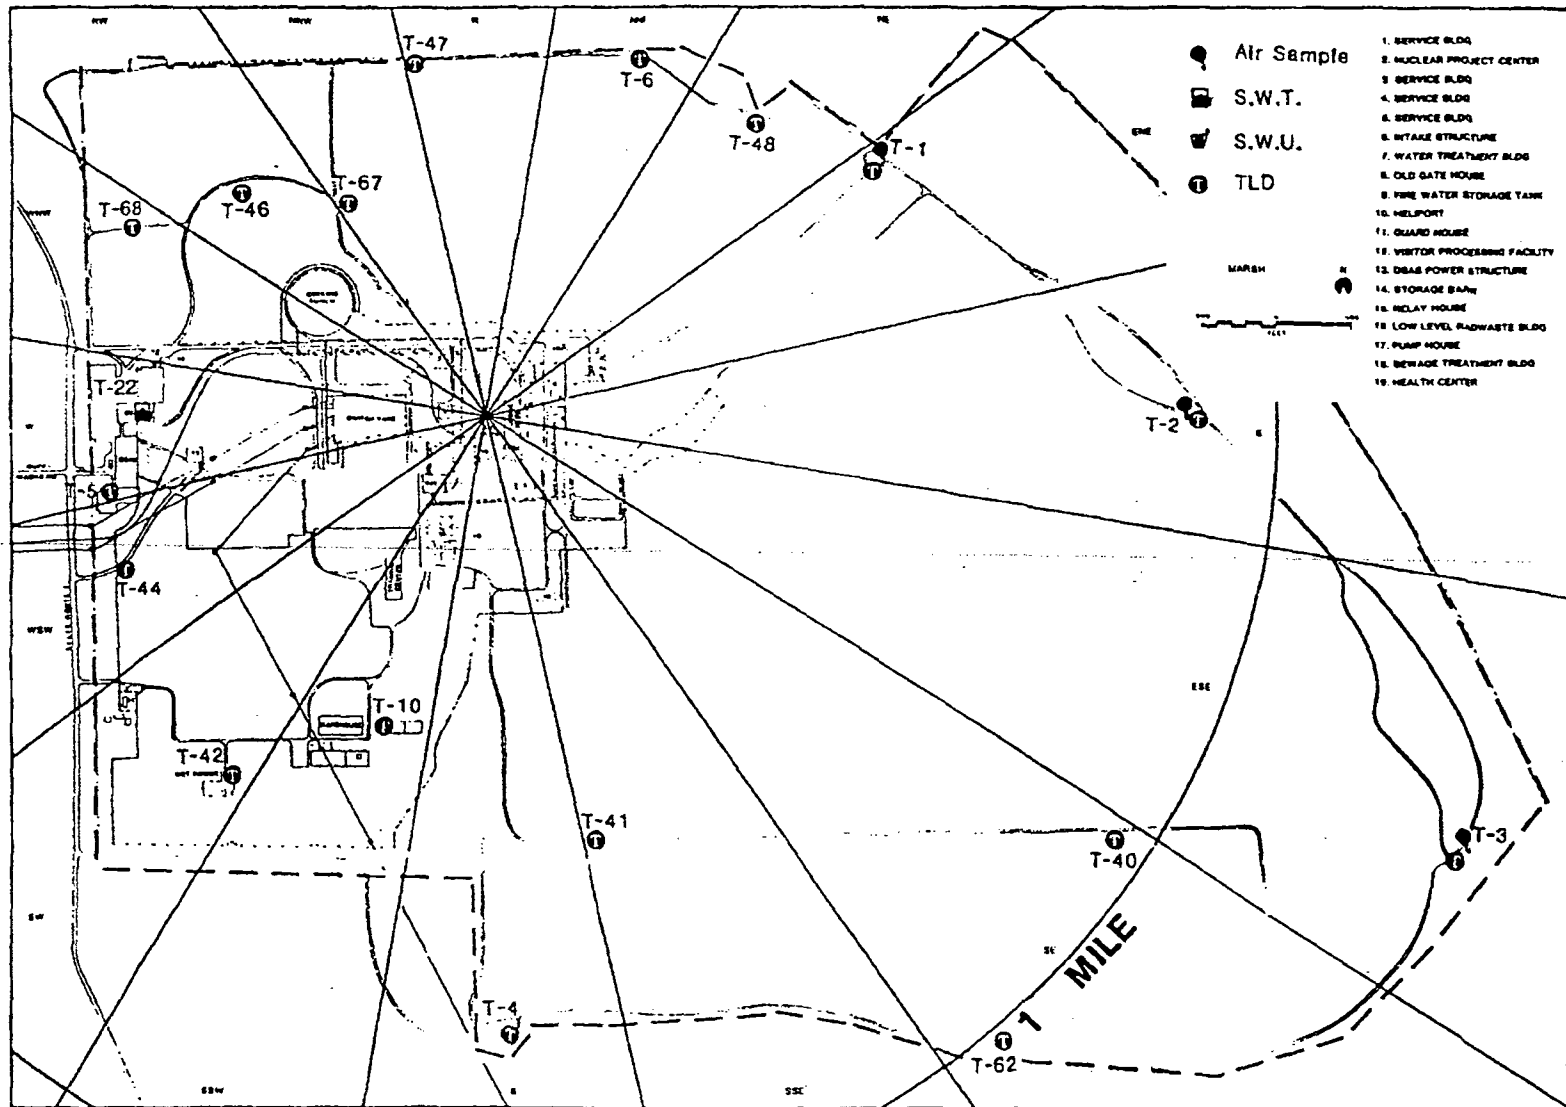 NW
NNW
N
NE
T-47
T-6
T-48
T-1
ENE
Air Sample
S.W.T.
S.W.U.
TLD
1. SERVICE BLDG
2. NUCLEAR PROJECT CENTER
3. SERVICE BLDG
4. SERVICE BLDG
5. SERVICE BLDG
6. INTAKE STRUCTURE
7. WATER TREATMENT BLDG
8. OLD GATE HOUSE
9. FIRE WATER STORAGE TANK
10. HELIPORT
11. GUARD HOUSE
12. VISITOR PROCESSING FACILITY
13. DBAB POWER STRUCTURE
14. STORAGE BARN
15. RELAY HOUSE
16. LOW LEVEL RADWASTE BLDG
17. PUMP HOUSE
18. SEWAGE TREATMENT BLDG
19. HEALTH CENTER
MARSH
N
FEET
WNW
T-68
T-46
T-67
T-22
T-2
W
E
T-44
WSW
ESE
T-10
T-42
T-41
T-40
T-3
SW
SE
1 MILE
T-4
T-62
SSW
S
SSE